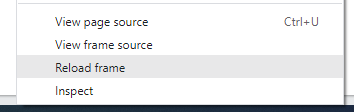 View page source Ctrl+U
View frame source
Reload frame
Inspect